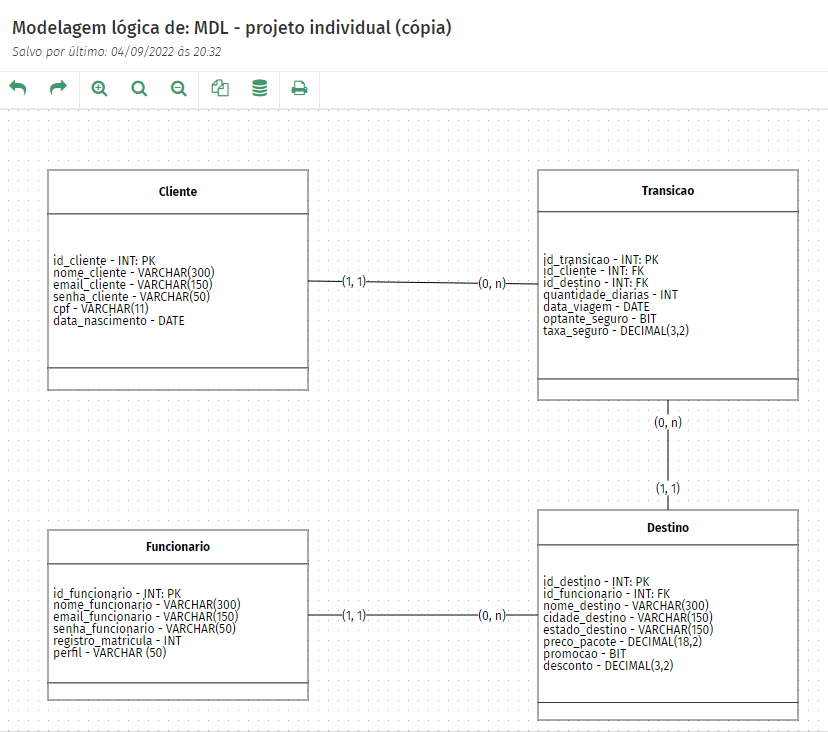 Modelagem lógica de: MDL - projeto individual (cópia)
Salvo por último: 04/09/2022 às 20:32
Cliente
id_cliente - INT: PK
nome_cliente - VARCHAR(300)
email_cliente - VARCHAR(150)
senha_cliente - VARCHAR(50)
cpf - VARCHAR(11)
data_nascimento - DATE
(1, 1)
(0, n)
Transicao
id_transicao - INT: PK
id_cliente - INT: FK
id_destino - INT: FK
quantidade_diarias - INT
data_viagem - DATE
optante_seguro - BIT
taxa_seguro - DECIMAL(3,2)
(0, n)
(1, 1)
Funcionario
id_funcionario - INT: PK
nome_funcionario - VARCHAR(300)
email_funcionario - VARCHAR(150)
senha_funcionario - VARCHAR(50)
registro_matricula - INT
perfil - VARCHAR (50)
(1, 1)
(0, n)
Destino
id_destino - INT: PK
id_funcionario - INT: FK
nome_destino - VARCHAR(300)
cidade_destino - VARCHAR(150)
estado_destino - VARCHAR(150)
preco_pacote - DECIMAL(18,2)
promocao - BIT
desconto - DECIMAL(3,2)